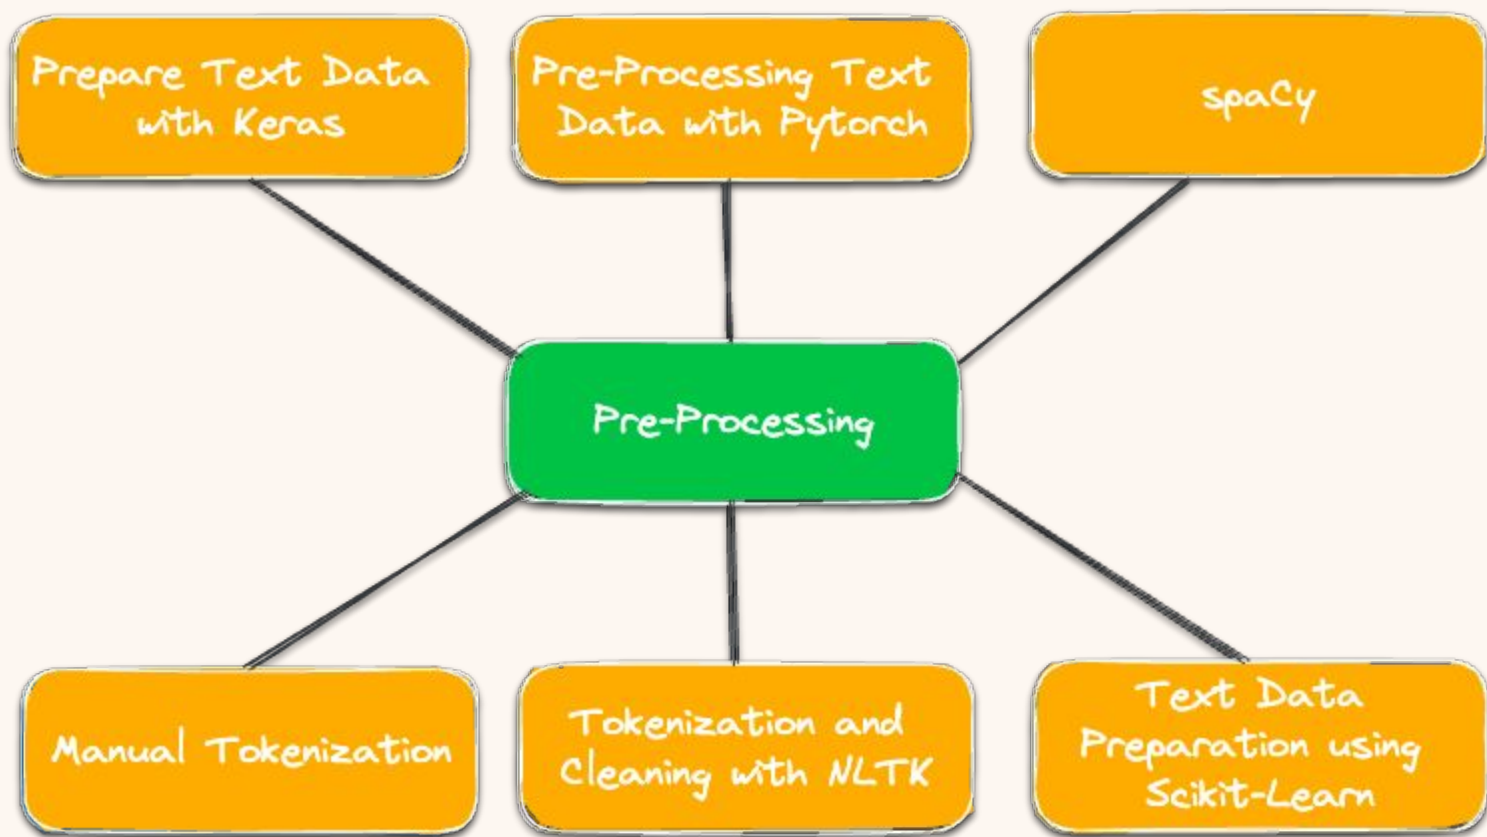 Prepare Text Data
with Keras
Pre-Processing Text
Data with Pytorch
spaCy
Pre-Processing
Manual Tokenization
Tokenization and
Cleaning with NLTK
Text Data
Preparation using
Scikit-Learn